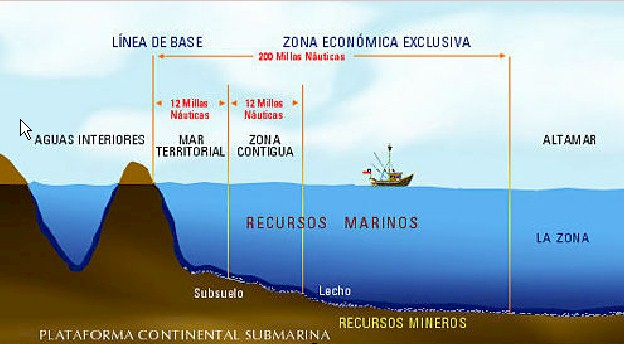 LÍNEA DE BASE
ZONA ECONÓMICA EXCLUSIVA
200 Millas Náuticas
12 Millas
Náuticas
12 Millas
Náuticas
AGUAS INTERIORES
MAR
TERRITORIAL
ZONA
CONTIGUA
ALTAMAR
RECURSOS MARINOS
LA ZONA
Subsuelo
Lecho
RECURSOS MINEROS
PLATAFORMA CONTINENTAL SUBMARINA